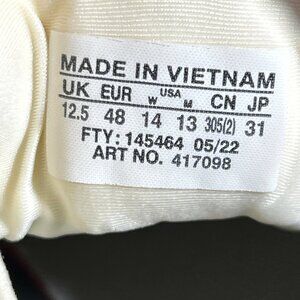 MADE IN VIETNAM
UK EUR W USA M CN JP
12.5 48 14 13 305(2) 31
FTY: 145464 05/22
ART NO. 417098